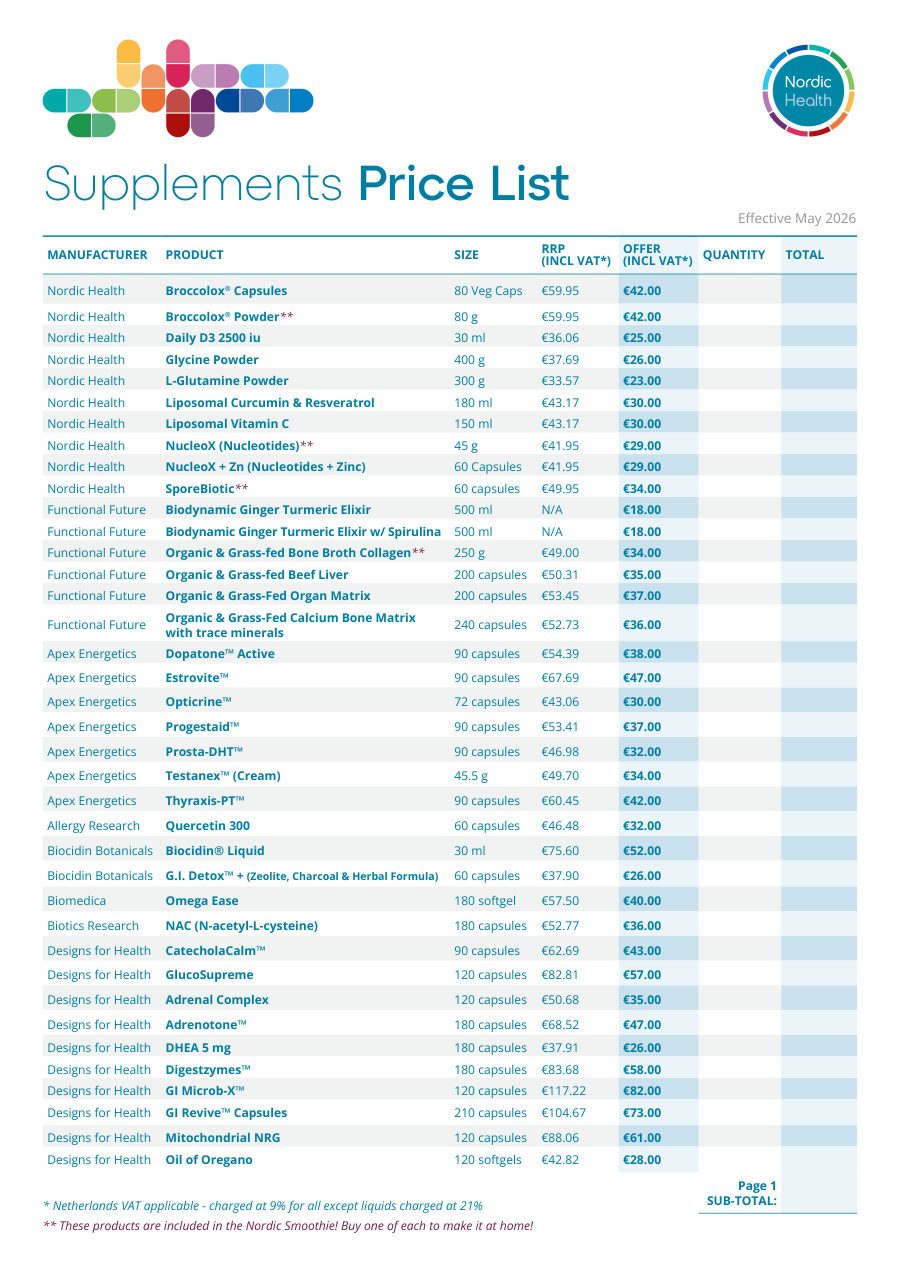 Nordic
Health
Supplements Price List
Effective May 2026
MANUFACTURER PRODUCT SIZE RRP (INCL VAT*) OFFER (INCL VAT*) QUANTITY TOTAL
Nordic Health Broccolox® Capsules 80 Veg Caps €59.95 €42.00
Nordic Health Broccolox® Powder** 80 g €59.95 €42.00
Nordic Health Daily D3 2500 iu 30 ml €36.06 €25.00
Nordic Health Glycine Powder 400 g €37.69 €26.00
Nordic Health L-Glutamine Powder 300 g €33.57 €23.00
Nordic Health Liposomal Curcumin & Resveratrol 180 ml €43.17 €30.00
Nordic Health Liposomal Vitamin C 150 ml €43.17 €30.00
Nordic Health NucleoX (Nucleotides)** 45 g €41.95 €29.00
Nordic Health NucleoX + Zn (Nucleotides + Zinc) 60 Capsules €41.95 €29.00
Nordic Health SporeBiotic** 60 capsules €49.95 €34.00
Functional Future Biodynamic Ginger Turmeric Elixir 500 ml N/A €18.00
Functional Future Biodynamic Ginger Turmeric Elixir w/ Spirulina 500 ml N/A €18.00
Functional Future Organic & Grass-fed Bone Broth Collagen** 250 g €49.00 €34.00
Functional Future Organic & Grass-fed Beef Liver 200 capsules €50.31 €35.00
Functional Future Organic & Grass-Fed Organ Matrix 200 capsules €53.45 €37.00
Functional Future Organic & Grass-Fed Calcium Bone Matrix with trace minerals 240 capsules €52.73 €36.00
Apex Energetics Dopatone™ Active 90 capsules €54.39 €38.00
Apex Energetics Estrovite™ 90 capsules €67.69 €47.00
Apex Energetics Opticrine™ 72 capsules €43.06 €30.00
Apex Energetics Progestaid™ 90 capsules €53.41 €37.00
Apex Energetics Prosta-DHT™ 90 capsules €46.98 €32.00
Apex Energetics Testanex™ (Cream) 45.5 g €49.70 €34.00
Apex Energetics Thyraxis-PT™ 90 capsules €60.45 €42.00
Allergy Research Quercetin 300 60 capsules €46.48 €32.00
Biocidin Botanicals Biocidin® Liquid 30 ml €75.60 €52.00
Biocidin Botanicals G.I. Detox™ + (Zeolite, Charcoal & Herbal Formula) 60 capsules €37.90 €26.00
Biomedica Omega Ease 180 softgel €57.50 €40.00
Biotics Research NAC (N-acetyl-L-cysteine) 180 capsules €52.77 €36.00
Designs for Health CatecholaCalm™ 90 capsules €62.69 €43.00
Designs for Health GlucoSupreme 120 capsules €82.81 €57.00
Designs for Health Adrenal Complex 120 capsules €50.68 €35.00
Designs for Health Adrenotone™ 180 capsules €68.52 €47.00
Designs for Health DHEA 5 mg 180 capsules €37.91 €26.00
Designs for Health Digestzymes™ 180 capsules €83.68 €58.00
Designs for Health GI Microb-X™ 120 capsules €117.22 €82.00
Designs for Health GI Revive™ Capsules 210 capsules €104.67 €73.00
Designs for Health Mitochondrial NRG 120 capsules €88.06 €61.00
Designs for Health Oil of Oregano 120 softgels €42.82 €28.00
Page 1
SUB-TOTAL:
* Netherlands VAT applicable - charged at 9% for all except liquids charged at 21%
** These products are included in the Nordic Smoothie! Buy one of each to make it at home!